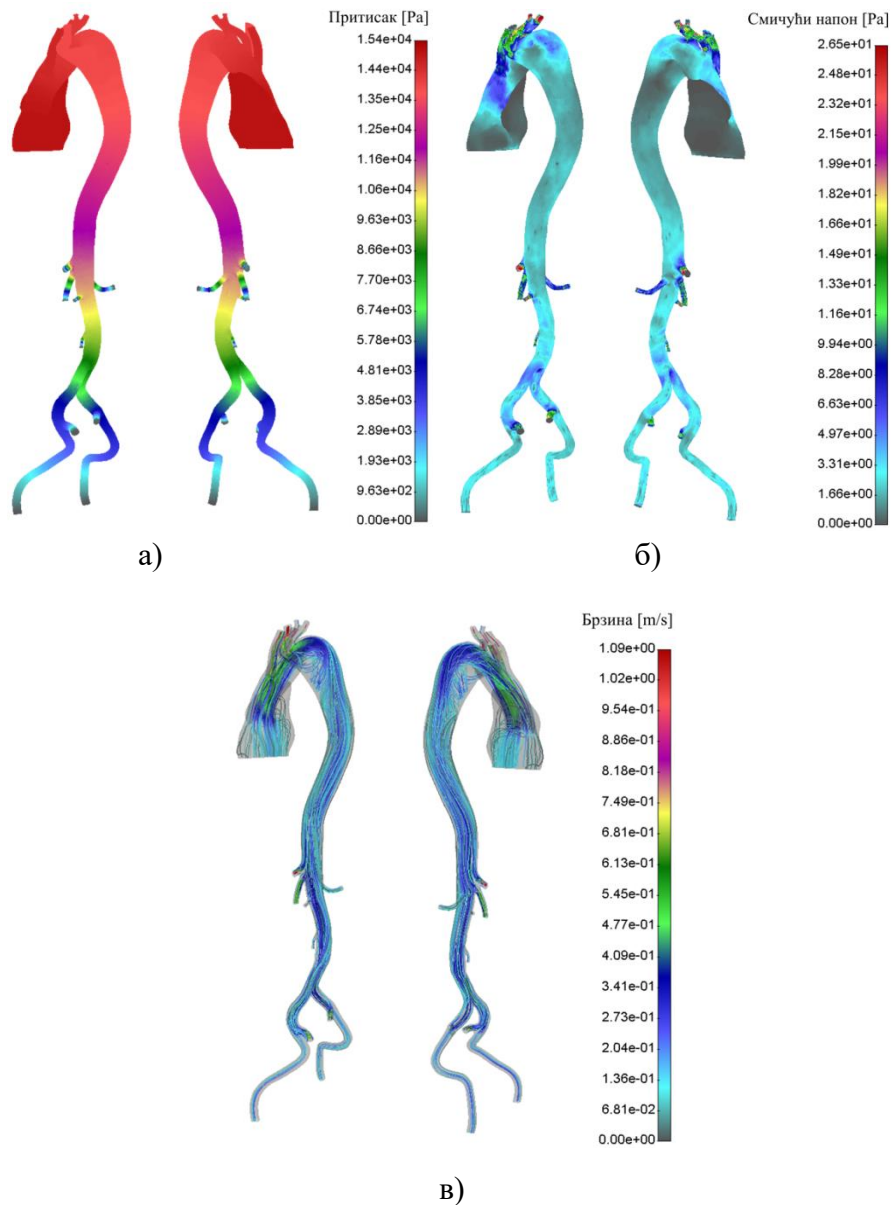 Притисак [Pa]
1.54e+04
1.44e+04
1.35e+04
1.25e+04
1.16e+04
1.06e+04
9.63e+03
8.66e+03
7.70e+03
6.74e+03
5.78e+03
4.81e+03
3.85e+03
2.89e+03
1.93e+03
9.63e+02
0.00e+00
а)
Смичући напон [Pa]
2.65e+01
2.48e+01
2.32e+01
2.15e+01
1.99e+01
1.82e+01
1.66e+01
1.49e+01
1.33e+01
1.16e+01
9.94e+00
8.28e+00
6.63e+00
4.97e+00
3.31e+00
1.66e+00
0.00e+00
б)
Брзина [m/s]
1.09e+00
1.02e+00
9.54e-01
8.86e-01
8.18e-01
7.49e-01
6.81e-01
6.13e-01
5.45e-01
4.77e-01
4.09e-01
3.41e-01
2.73e-01
2.04e-01
1.36e-01
6.81e-02
0.00e+00
в)